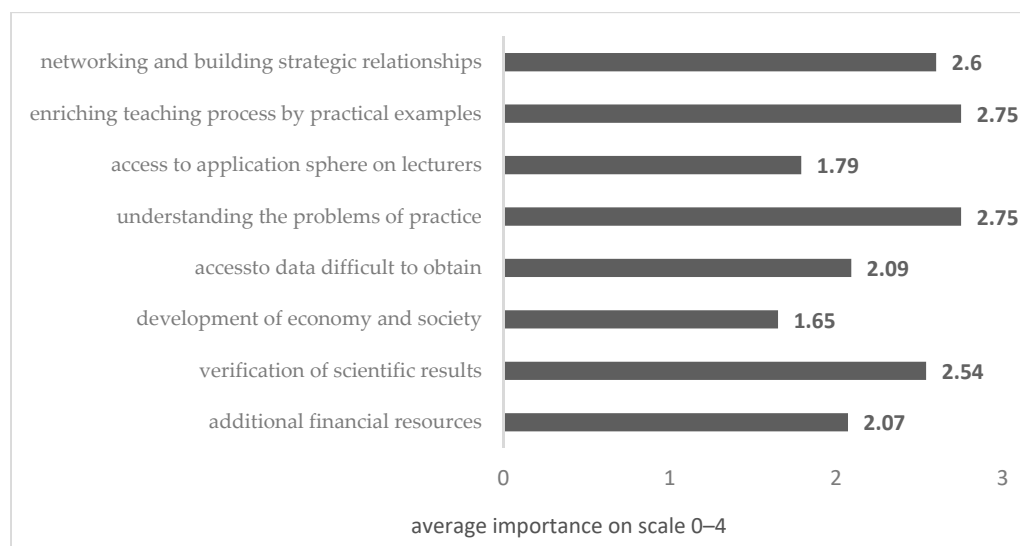 networking and building strategic relationships 2.6
enriching teaching process by practical examples 2.75
access to application sphere on lecturers 1.79
understanding the problems of practice 2.75
accessto data difficult to obtain 2.09
development of economy and society 1.65
verification of scientific results 2.54
additional financial resources 2.07
0 1 2 3
average importance on scale 0–4